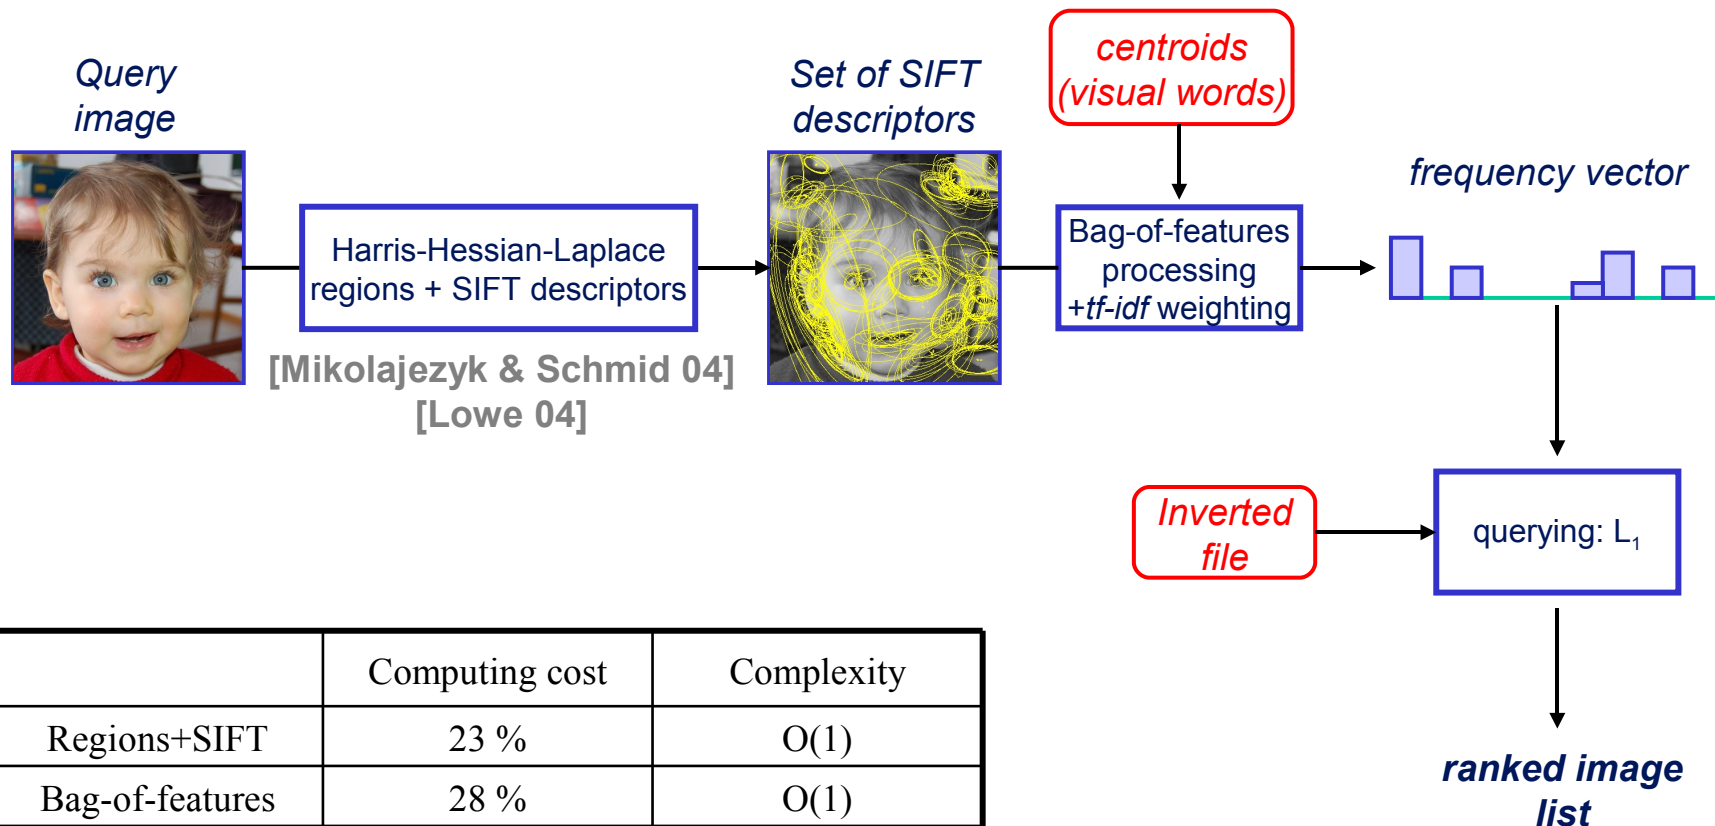 Query
image
Harris-Hessian-Laplace
regions + SIFT descriptors
[Mikolajezyk & Schmid 04]
[Lowe 04]
Set of SIFT
descriptors
centroids
(visual words)
Bag-of-features
processing
+tf-idf weighting
frequency vector
Inverted
file
querying: L₁
ranked image
list
Computing cost Complexity
Regions+SIFT 23 % O(1)
Bag-of-features 28 % O(1)